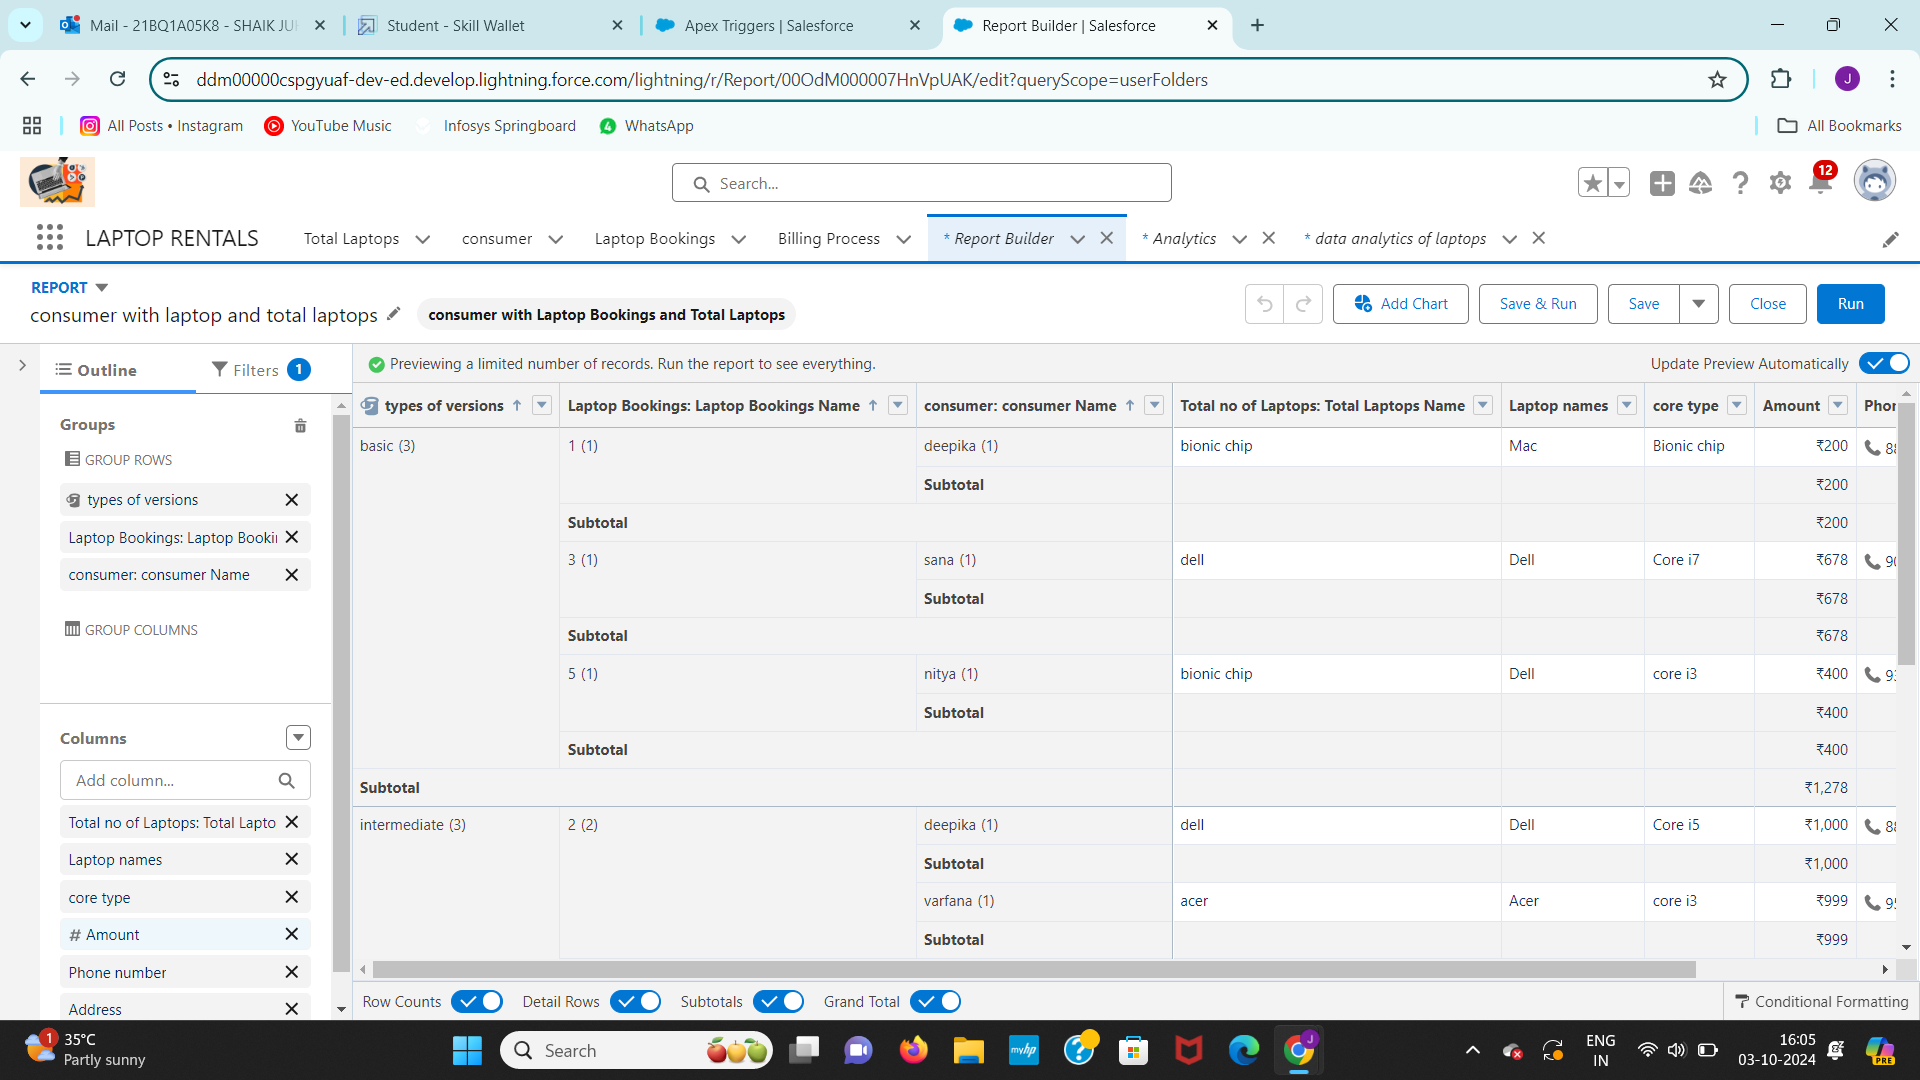 Mail - 21BQ1A05K8 - SHAIK JU
Student - Skill Wallet
Apex Triggers | Salesforce
Report Builder | Salesforce
ddm00000cspgyuaf-dev-ed.develop.lightning.force.com/lightning/r/Report/00OdM000007HnVpUAK/edit?queryScope=userFolders
J
All Posts • Instagram
YouTube Music
Infosys Springboard
WhatsApp
All Bookmarks
Search...
12
LAPTOP RENTALS
Total Laptops
consumer
Laptop Bookings
Billing Process
* Report Builder
* Analytics
* data analytics of laptops
REPORT
consumer with laptop and total laptops
consumer with Laptop Bookings and Total Laptops
Add Chart
Save & Run
Save
Close
Run
Outline
Filters 1
Previewing a limited number of records. Run the report to see everything.
Update Preview Automatically
Groups
GROUP ROWS
types of versions
Laptop Bookings: Laptop Booki
consumer: consumer Name
GROUP COLUMNS
Columns
Add column...
Total no of Laptops: Total Lapto
Laptop names
core type
# Amount
Phone number
Address
types of versions Laptop Bookings: Laptop Bookings Name consumer: consumer Name Total no of Laptops: Total Laptops Name Laptop names core type Amount Phor
basic (3) 1 (1) deepika (1) bionic chip Mac Bionic chip ₹200 88
Subtotal ₹200
Subtotal ₹200
3 (1) sana (1) dell Dell Core i7 ₹678 90
Subtotal ₹678
Subtotal ₹678
5 (1) nitya (1) bionic chip Dell core i3 ₹400 93
Subtotal ₹400
Subtotal ₹400
Subtotal ₹1,278
intermediate (3) 2 (2) deepika (1) dell Dell Core i5 ₹1,000 88
Subtotal ₹1,000
varfana (1) acer Acer core i3 ₹999 95
Subtotal ₹999
Row Counts
Detail Rows
Subtotals
Grand Total
Conditional Formatting
1
35°C
Partly sunny
Search
myhp
J
ENG
IN
16:05
03-10-2024
PRE